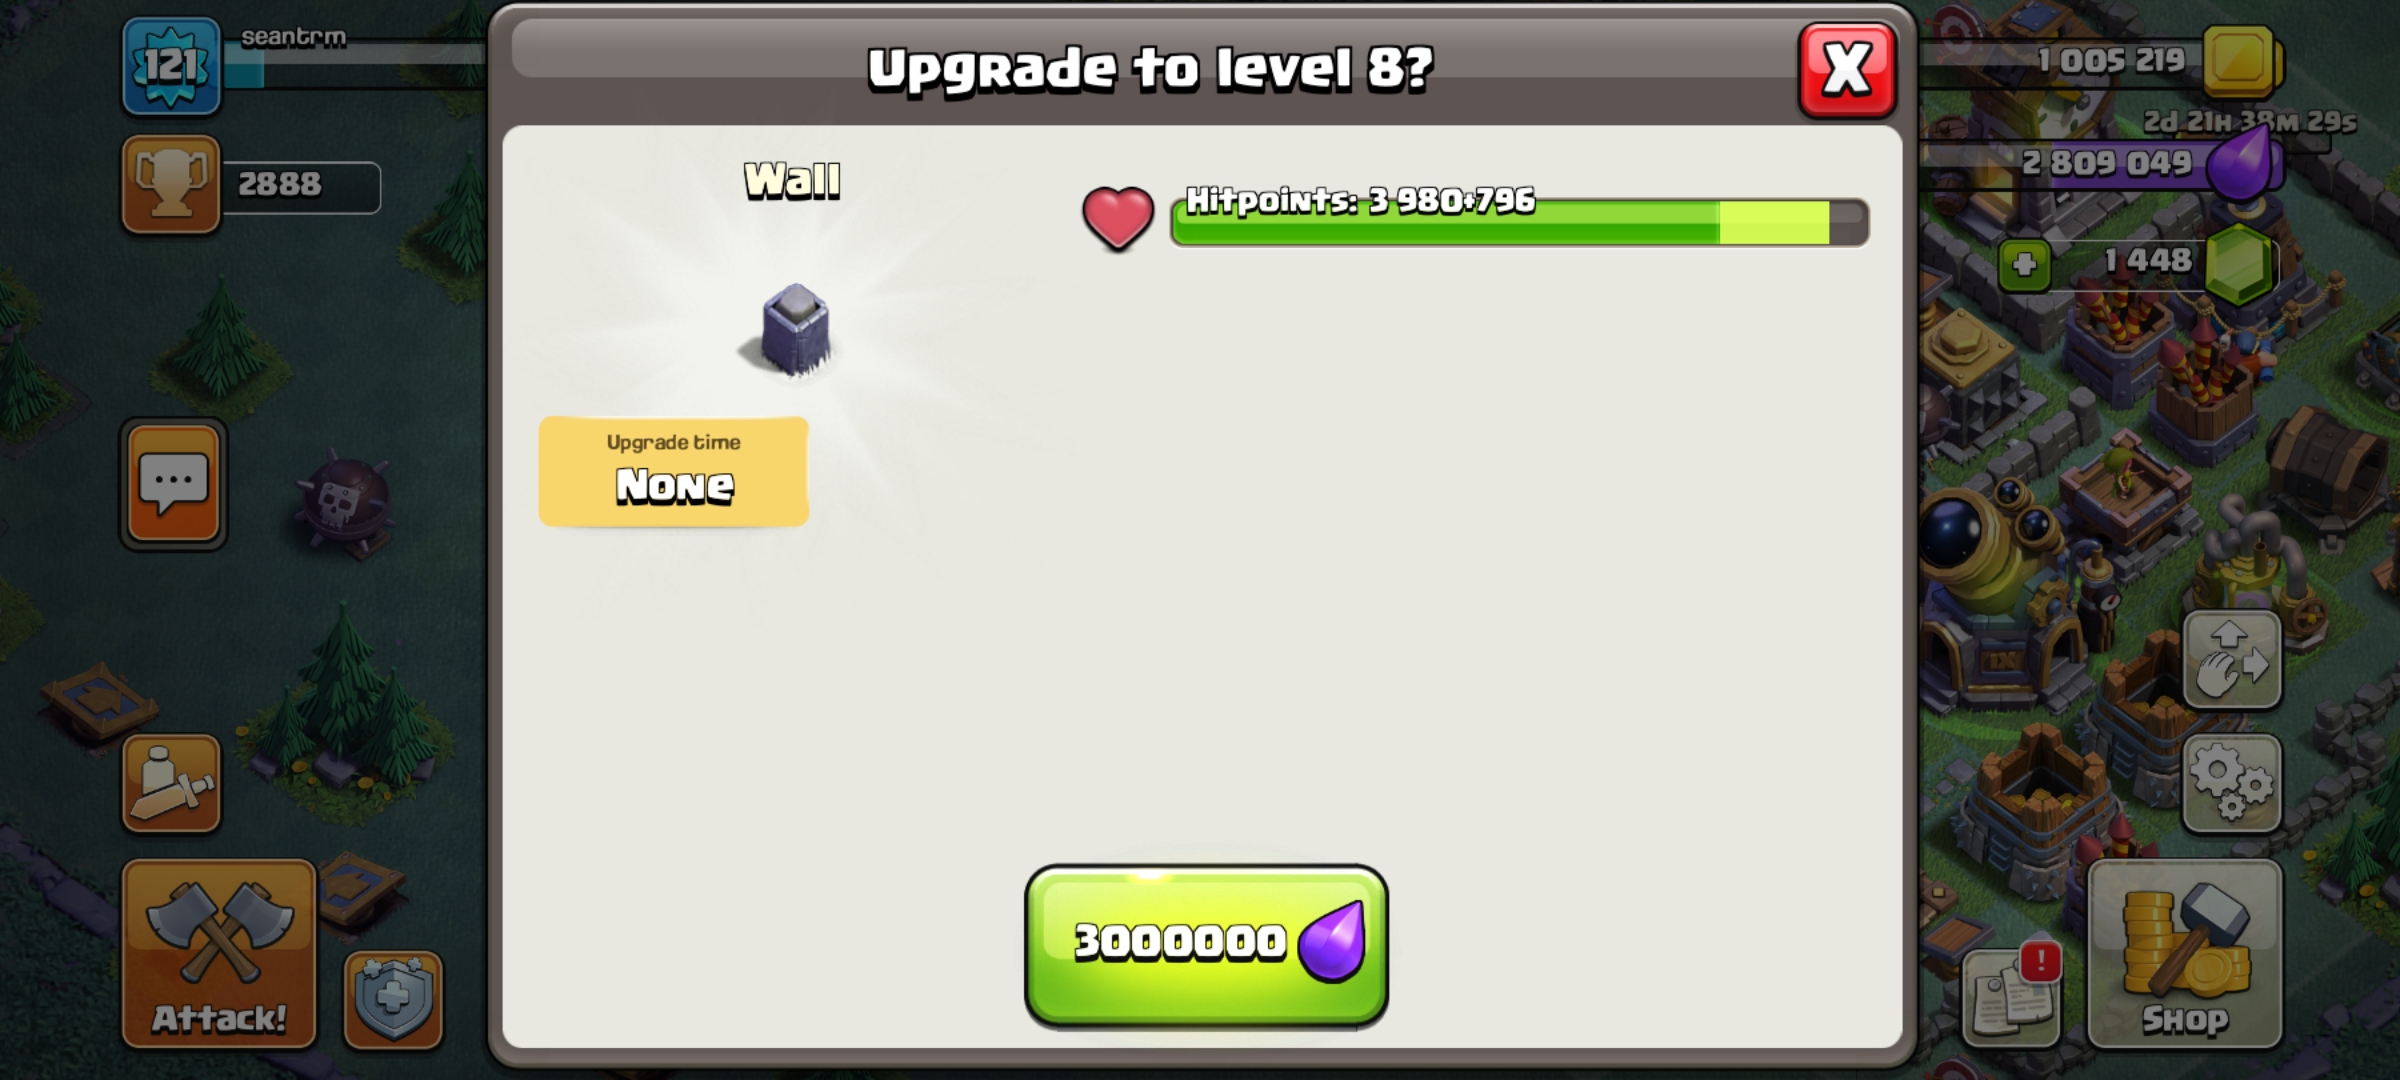 121
seantrm
Upgrade to level 8?
X
1 005 219
2d 21H 38M 29s
2888
Wall
Hitpoints: 3 980+796
2 809 049
1 448
Upgrade time
None
3000000
Attack!
!
Shop